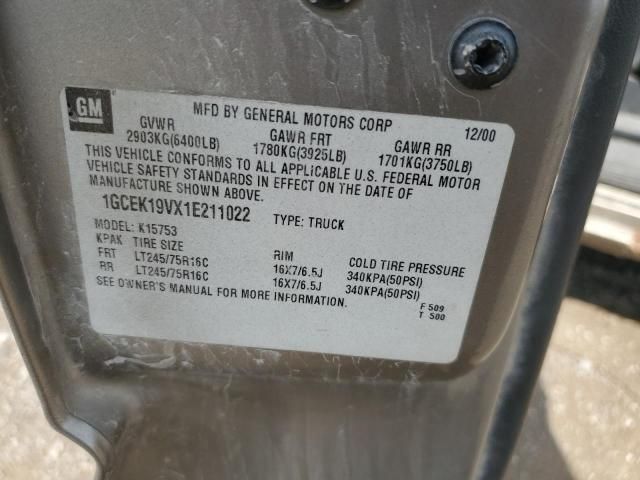 GM
MFD BY GENERAL MOTORS CORP 12/00
GVWR GAWR FRT GAWR RR
2903KG(6400LB) 1780KG(3925LB) 1701KG(3750LB)
THIS VEHICLE CONFORMS TO ALL APPLICABLE U.S. FEDERAL MOTOR
VEHICLE SAFETY STANDARDS IN EFFECT ON THE DATE OF
MANUFACTURE SHOWN ABOVE.
1GCEK19VX1E211022 TYPE: TRUCK
MODEL: K15753
KPAK TIRE SIZE RIM COLD TIRE PRESSURE
FRT LT245/75R16C 16X7/6.5J 340KPA(50PSI)
RR LT245/75R16C 16X7/6.5J 340KPA(50PSI)
SEE OWNER'S MANUAL FOR MORE INFORMATION.
F 509
T 500